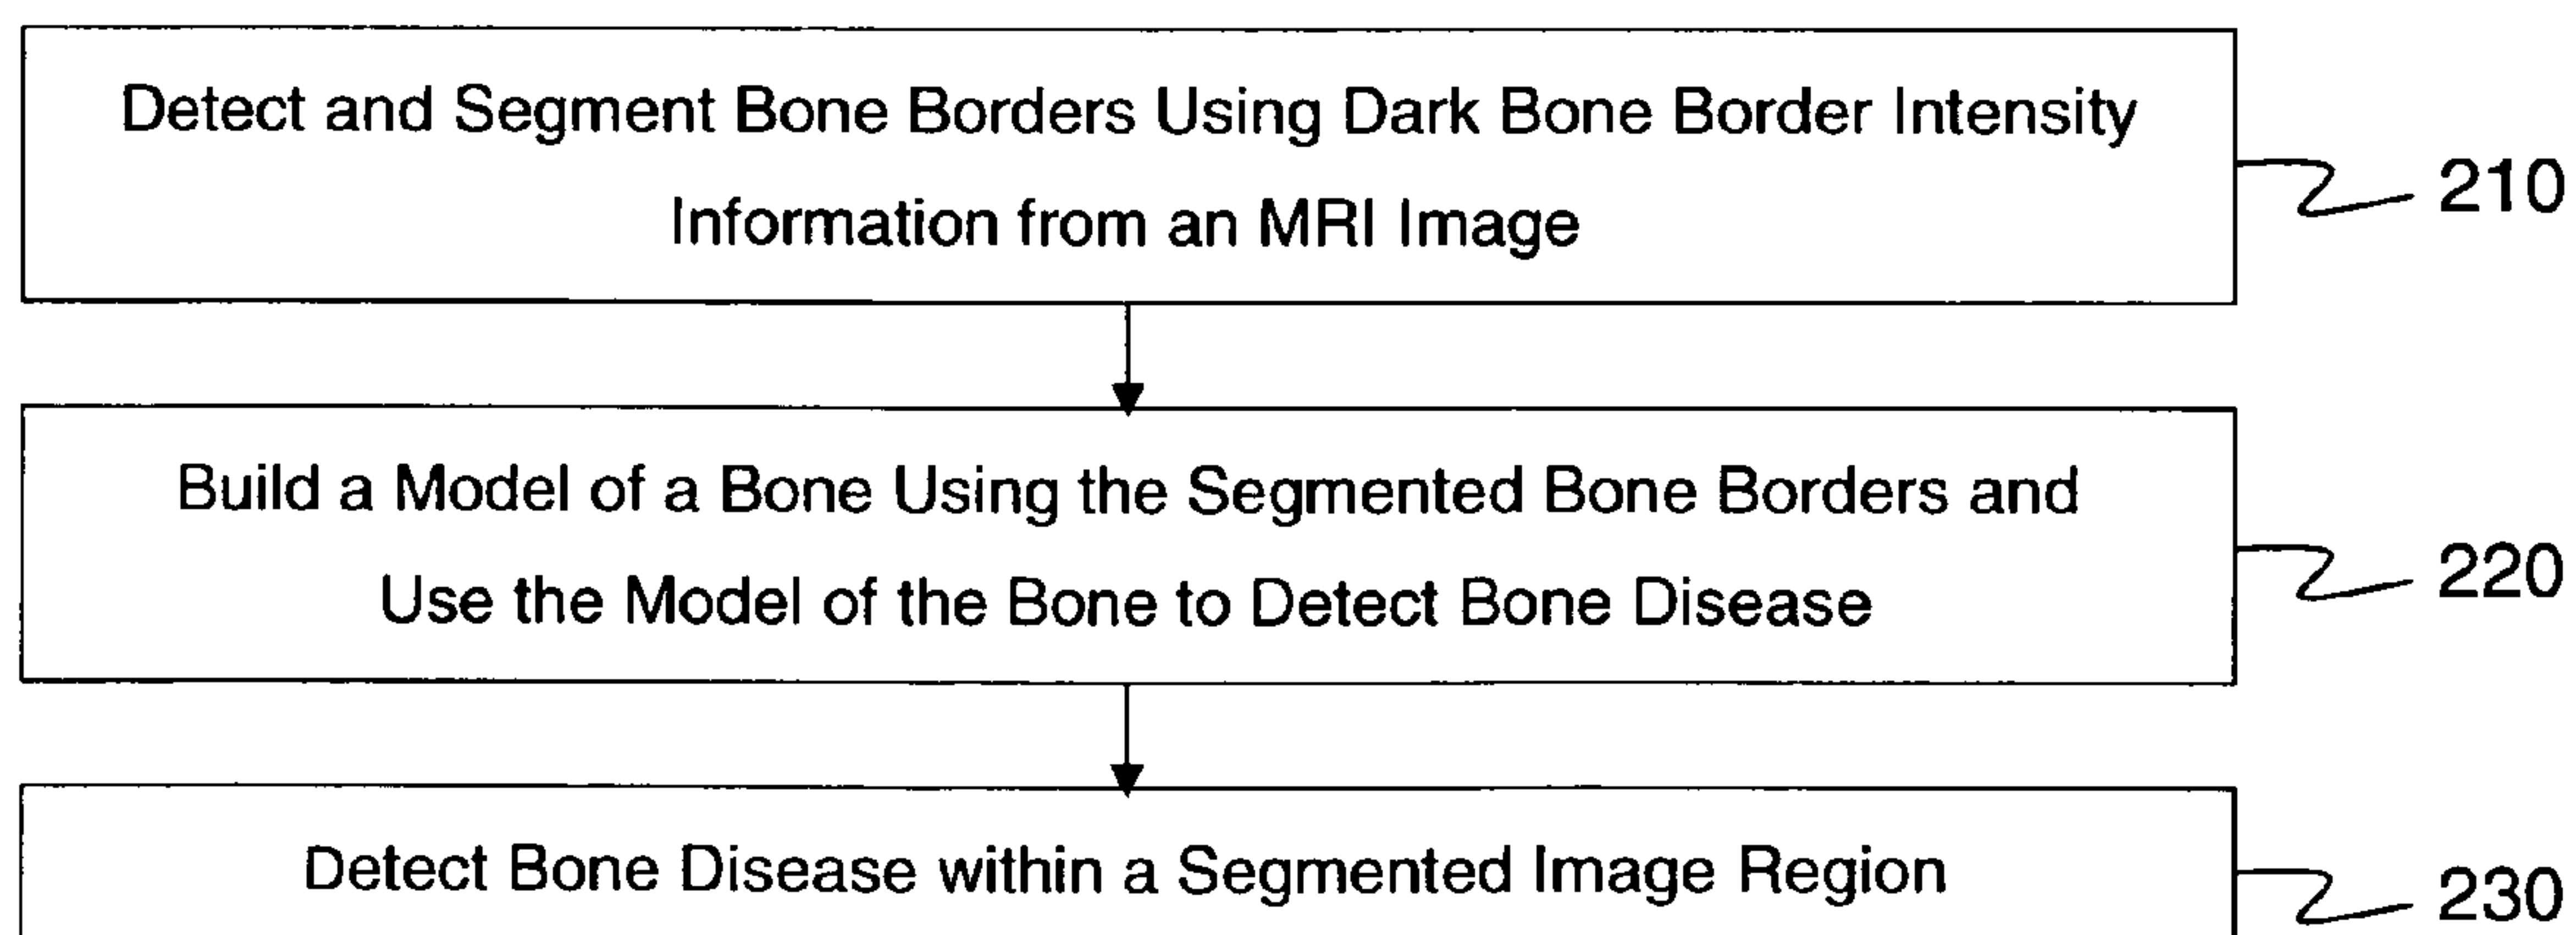 Detect and Segment Bone Borders Using Dark Bone Border Intensity
Information from an MRI Image
210
Build a Model of a Bone Using the Segmented Bone Borders and
Use the Model of the Bone to Detect Bone Disease
220
Detect Bone Disease within a Segmented Image Region
230